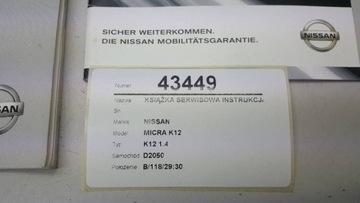 SICHER WEITERKOMMEN.
DIE NISSAN MOBILITÄTSGARANTIE.
NISSAN
Numer 43449
Nazwa KSIĄŻKA SERWISOWA INSTRUKCJA
Sn
Marka NISSAN
Model MICRA K12
Typ K12 1.4
Samochód D2050
Położenie B/118/29:30